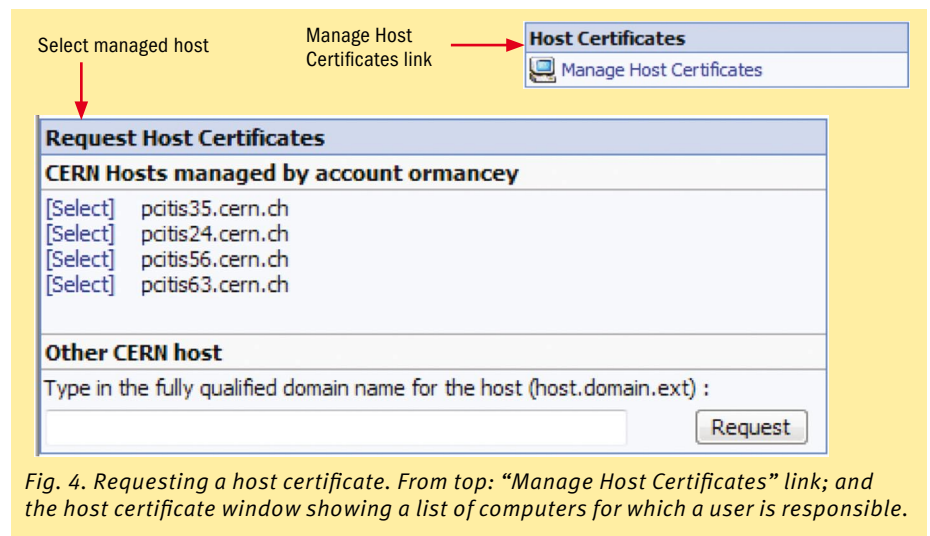 Select managed host
Manage Host
Certificates link
Host Certificates
Manage Host Certificates
Request Host Certificates
CERN Hosts managed by account ormancey
[Select] pcitis35.cern.ch
[Select] pcitis24.cern.ch
[Select] pcitis56.cern.ch
[Select] pcitis63.cern.ch
Other CERN host
Type in the fully qualified domain name for the host (host.domain.ext) :
Request
Fig. 4. Requesting a host certificate. From top: “Manage Host Certificates” link; and
the host certificate window showing a list of computers for which a user is responsible.